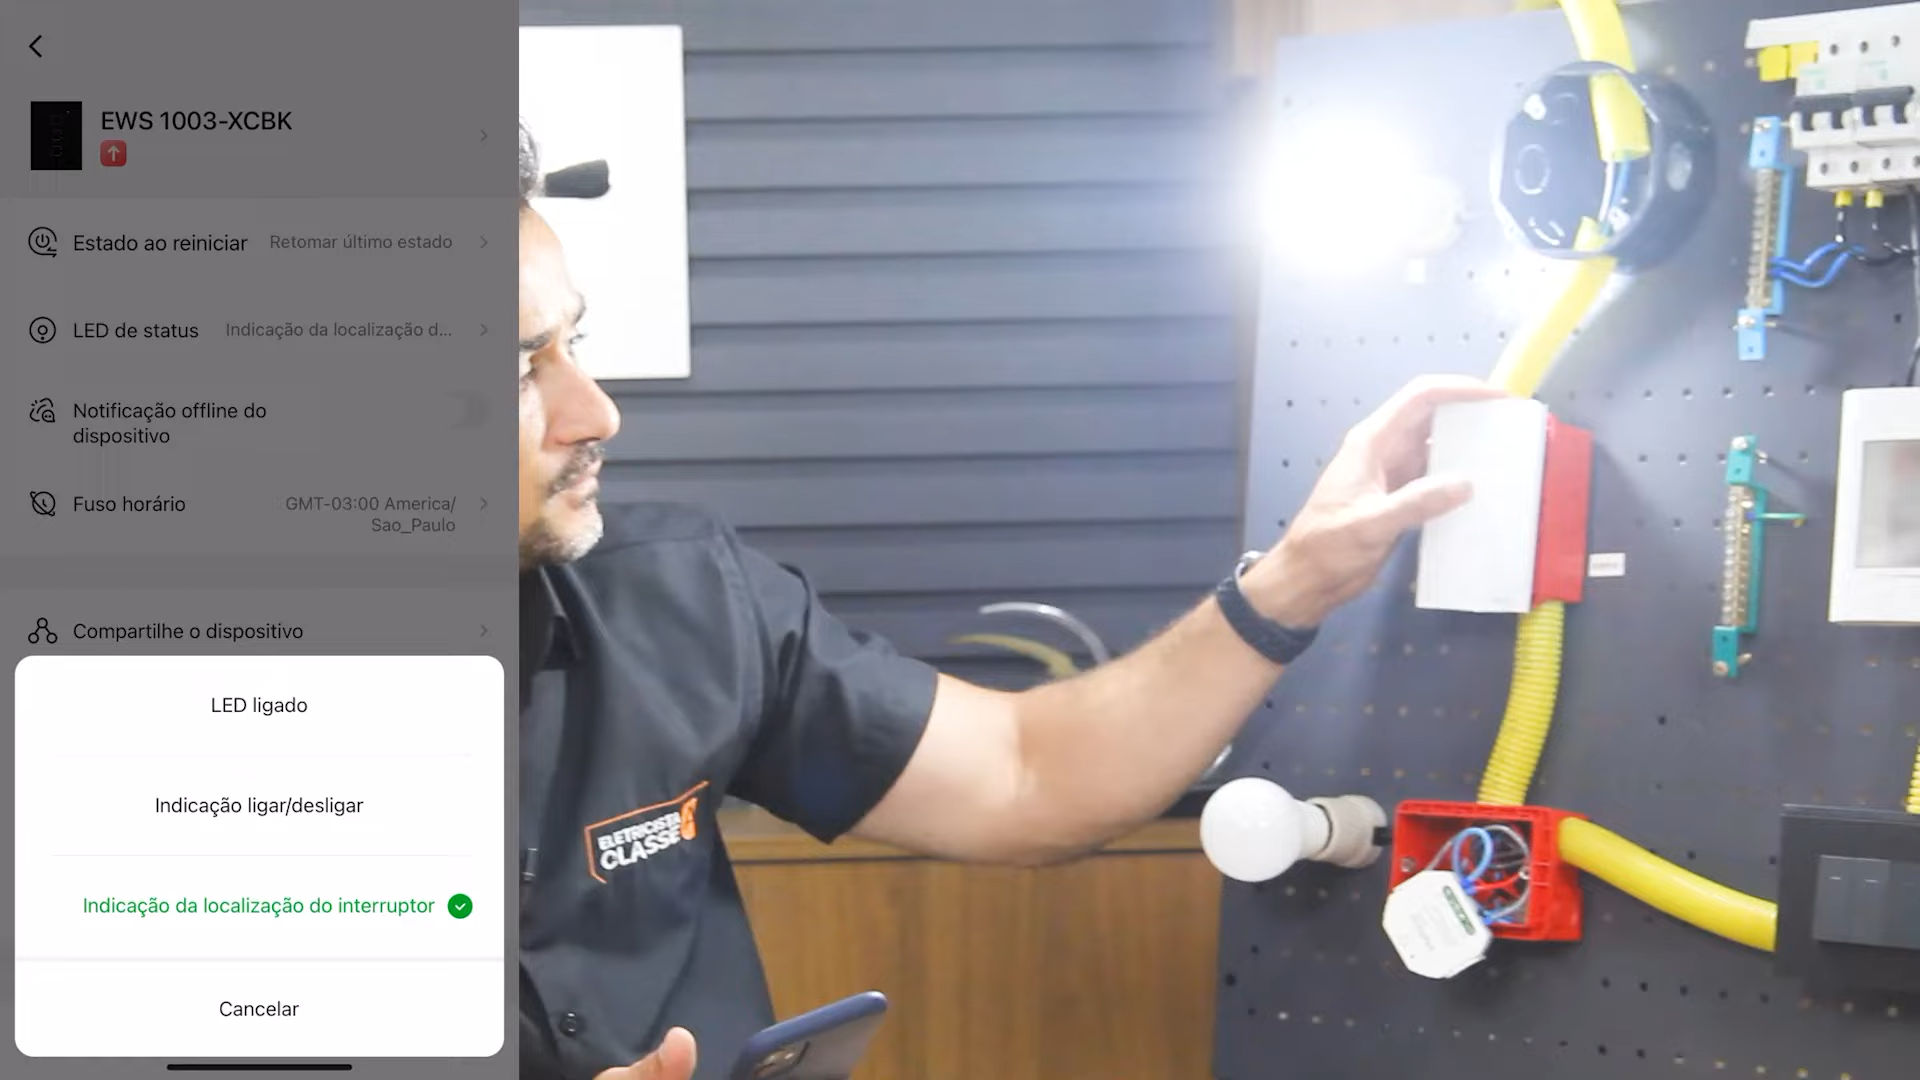 EWS 1003-XCBK
Estado ao reiniciar
Retomar último estado
LED de status
Indicação da localização d...
Notificação offline do
dispositivo
Fuso horário
GMT-03:00 America/
Sao_Paulo
Compartilhe o dispositivo
LED ligado
Indicação ligar/desligar
Indicação da localização do interruptor
Cancelar
ELETRICISTA
CLASSE A